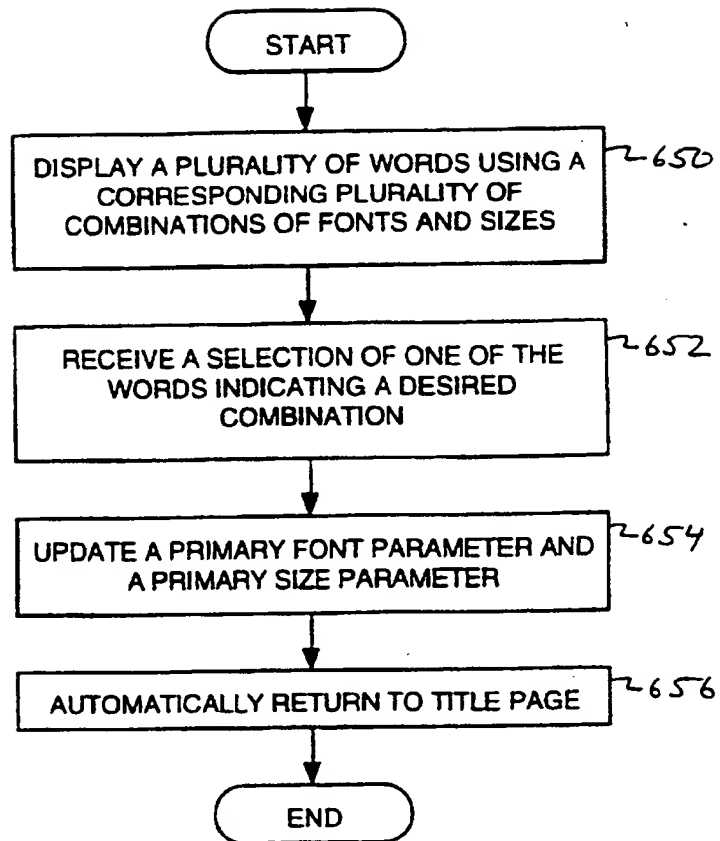 START
DISPLAY A PLURALITY OF WORDS USING A
CORRESPONDING PLURALITY OF
COMBINATIONS OF FONTS AND SIZES
650
RECEIVE A SELECTION OF ONE OF THE
WORDS INDICATING A DESIRED
COMBINATION
652
UPDATE A PRIMARY FONT PARAMETER AND
A PRIMARY SIZE PARAMETER
654
AUTOMATICALLY RETURN TO TITLE PAGE
656
END